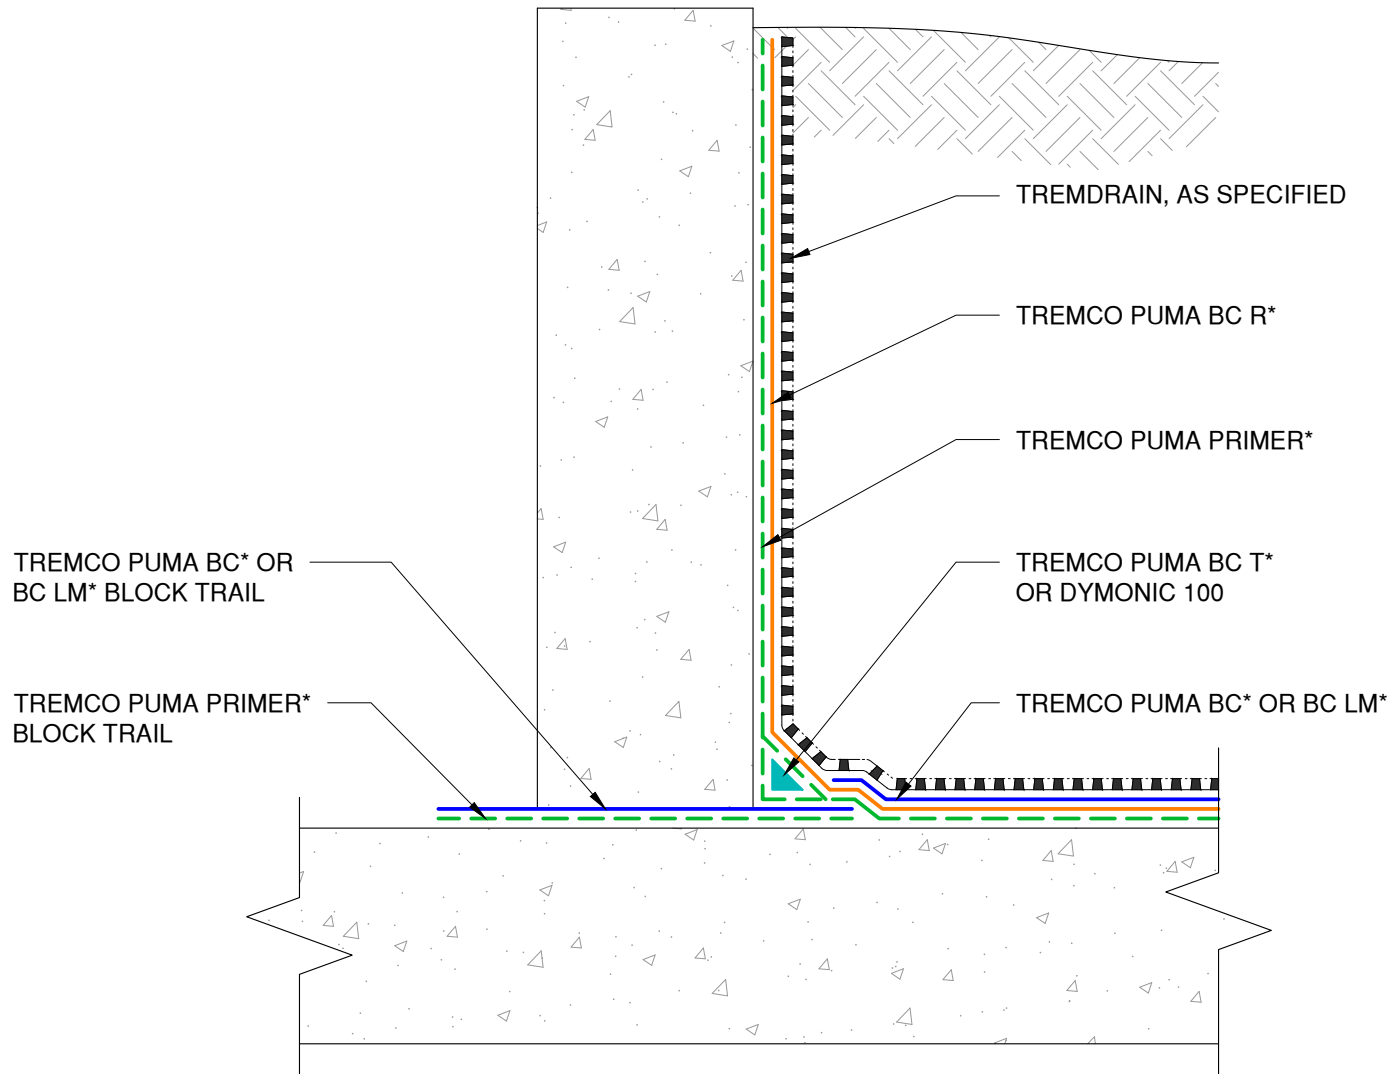 TREMDRAIN, AS SPECIFIED
TREMCO PUMA BC R*
TREMCO PUMA PRIMER*
TREMCO PUMA BC* OR
BC LM* BLOCK TRAIL
TREMCO PUMA BC T*
OR DYMONIC 100
TREMCO PUMA PRIMER*
BLOCK TRAIL
TREMCO PUMA BC* OR BC LM*